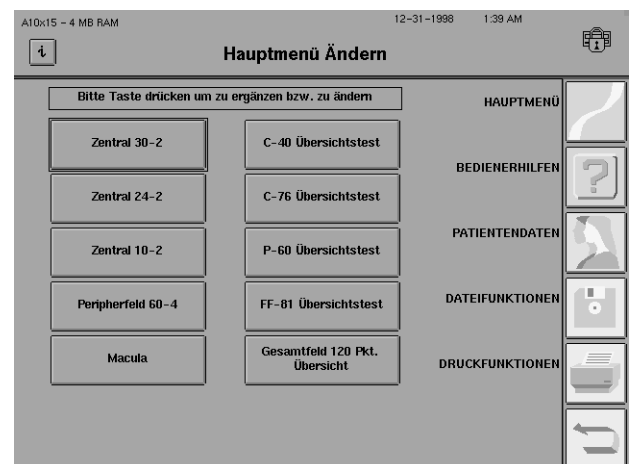 A10x15 - 4 MB RAM
12-31-1998 1:39 AM
i
Hauptmenü Ändern
Bitte Taste drücken um zu ergänzen bzw. zu ändern
HAUPTMENÜ
Zentral 30-2
C-40 Übersichtstest
BEDIENERHILFEN
?
Zentral 24-2
C-76 Übersichtstest
PATIENTENDATEN
Zentral 10-2
P-60 Übersichtstest
DATEIFUNKTIONEN
Peripherfeld 60-4
FF-81 Übersichtstest
Macula
Gesamtfeld 120 Pkt.
Übersicht
DRUCKFUNKTIONEN